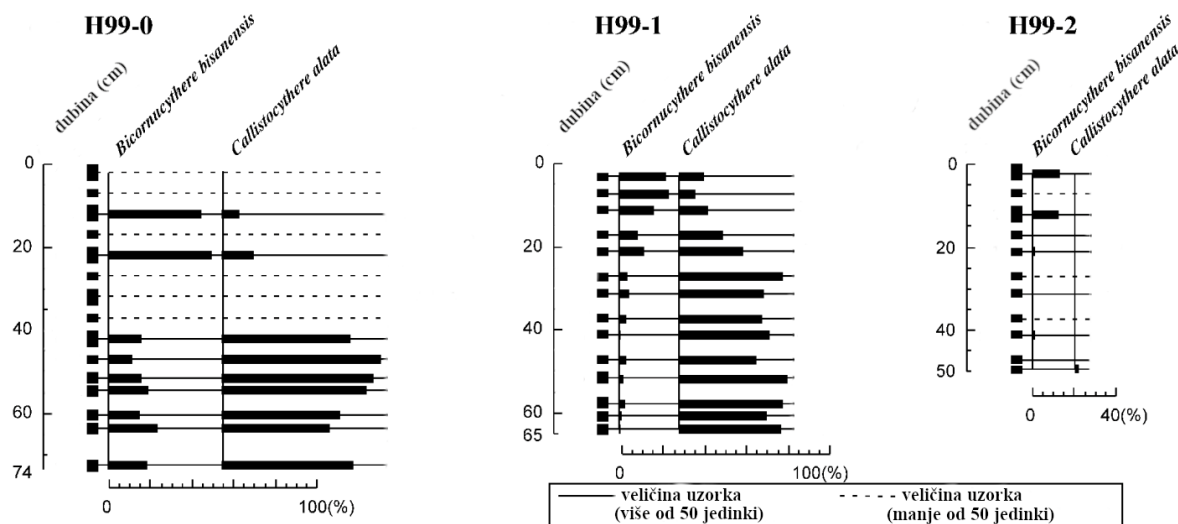 H99-0
dubina (cm)
Bicornucythere bisanensis
Callistocythere alata
0
20
40
60
74
0
100(%)
H99-1
dubina (cm)
Bicornucythere bisanensis
Callistocythere alata
0
20
40
60
65
0
100(%)
H99-2
dubina (cm)
Bicornucythere bisanensis
Callistocythere alata
0
20
40
50
0
40(%)
veličina uzorka
(više od 50 jedinki)
veličina uzorka
(manje od 50 jedinki)